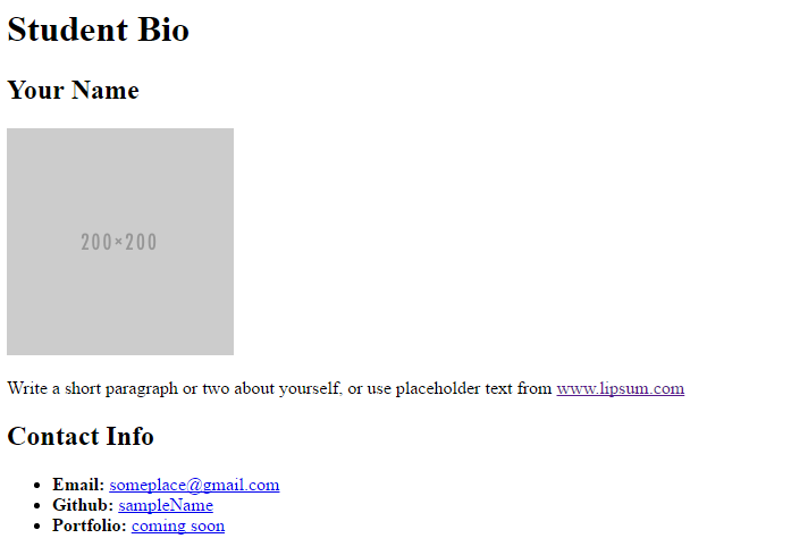 Student Bio
Your Name
200×200
Write a short paragraph or two about yourself, or use placeholder text from www.lipsum.com
Contact Info
Email: someplace@gmail.com
Github: sampleName
Portfolio: coming soon